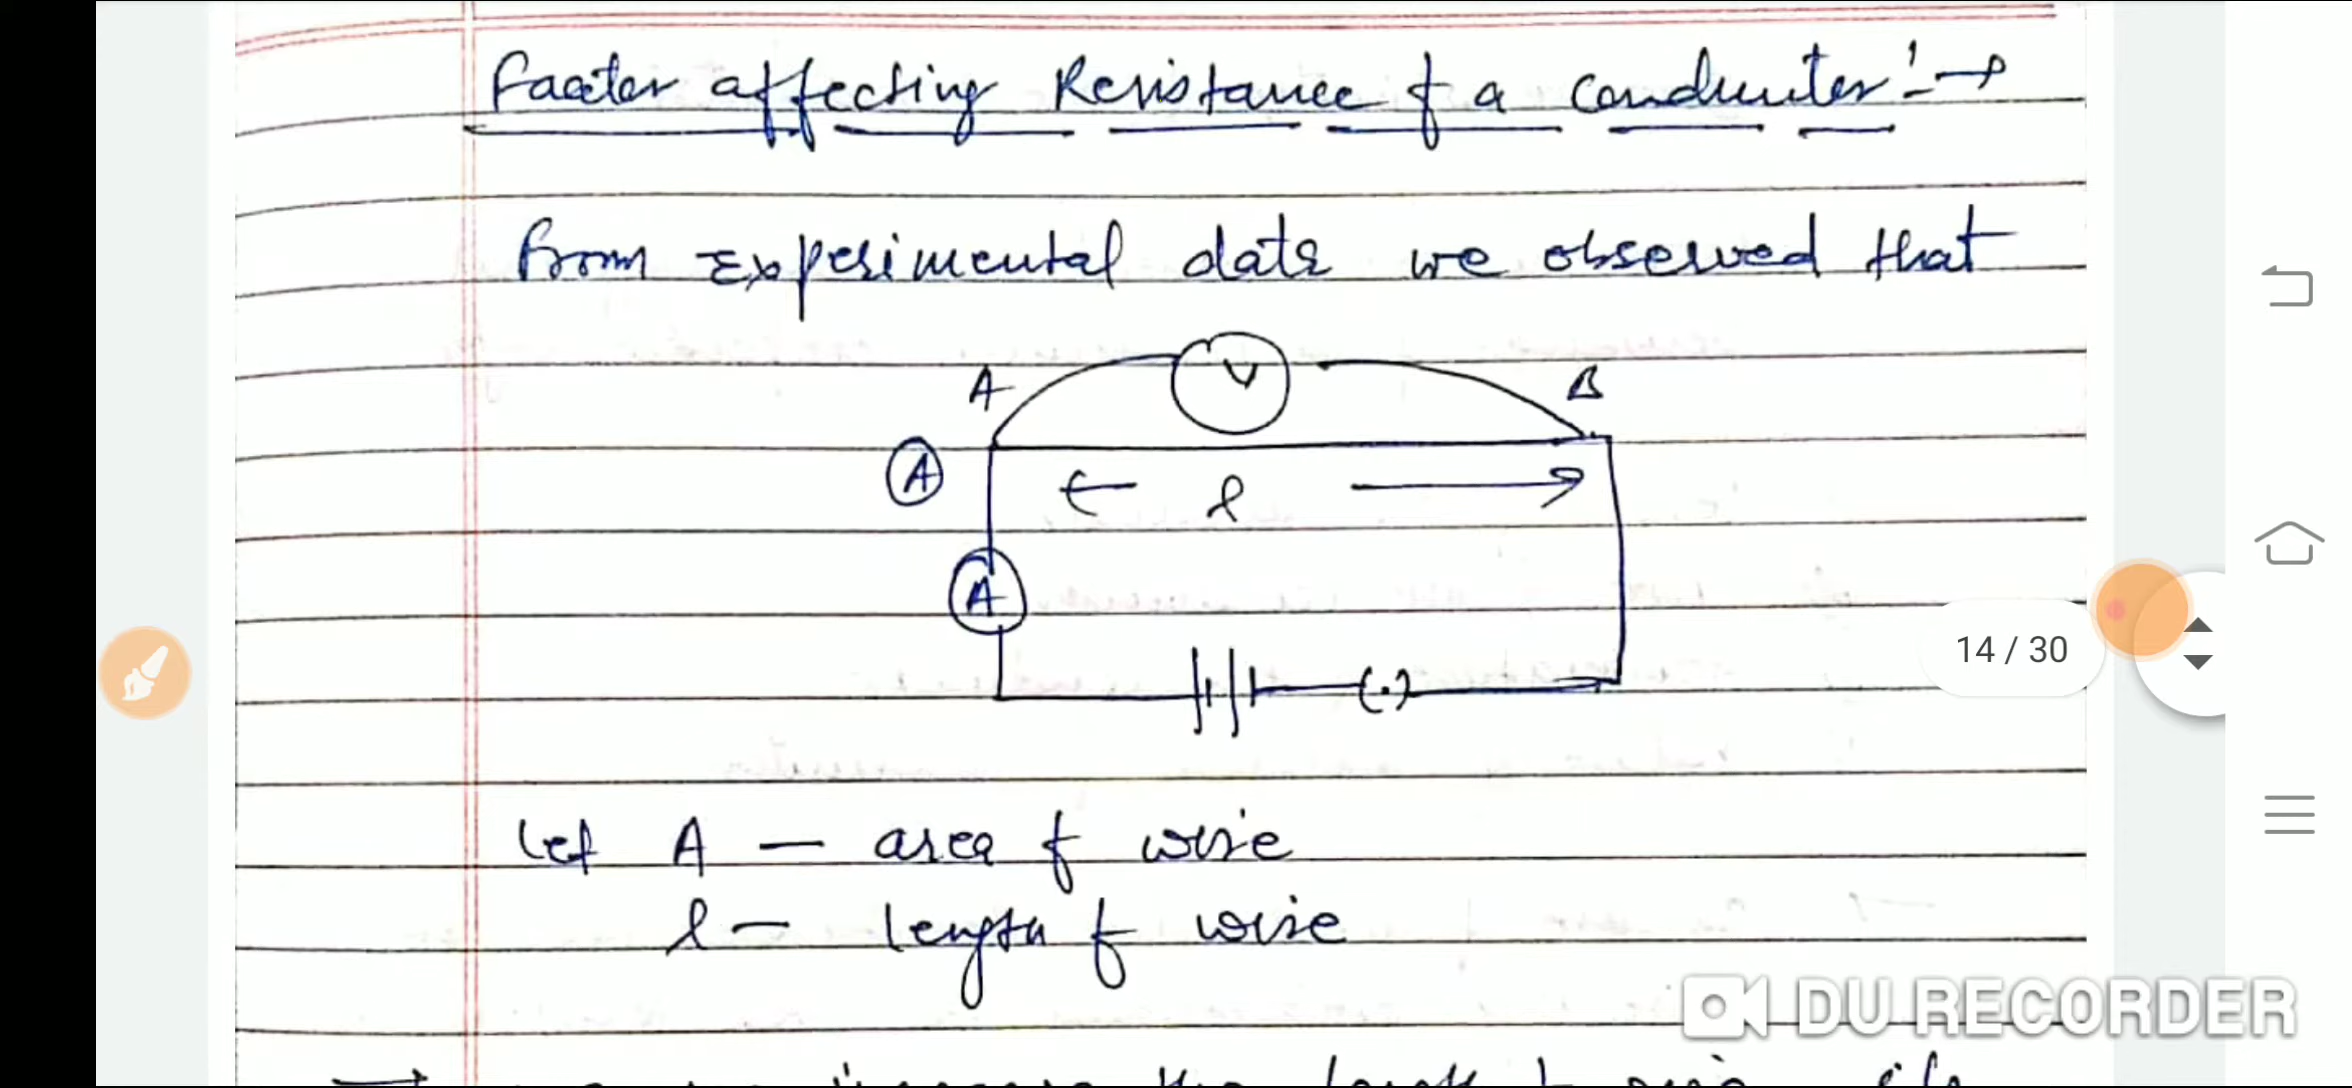 Factor affecting Resistance of a conductor :→
From Experimental data we observed that
A V B
A
← l →
A
(.)
Let A — area of wire
l — length of wire
14 / 30
DU RECORDER